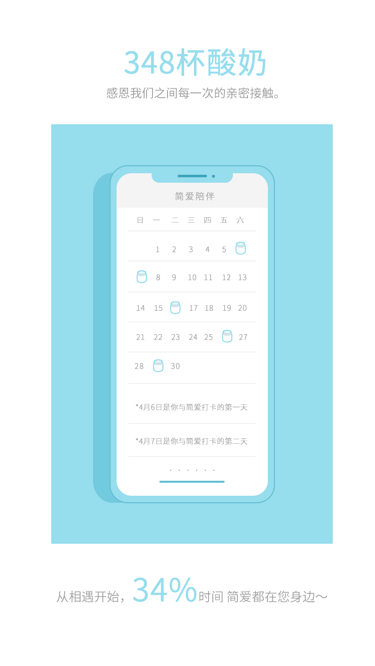 348杯酸奶
感恩我们之间每一次的亲密接触。
简爱陪伴
日 一 二 三 四 五 六
1 2 3 4 5
8 9 10 11 12 13
14 15 17 18 19 20
21 22 23 24 25 27
28 30
*4月6日是你与简爱打卡的第一天
*4月7日是你与简爱打卡的第二天
· · · · · ·
从相遇开始，34%时间 简爱都在您身边～